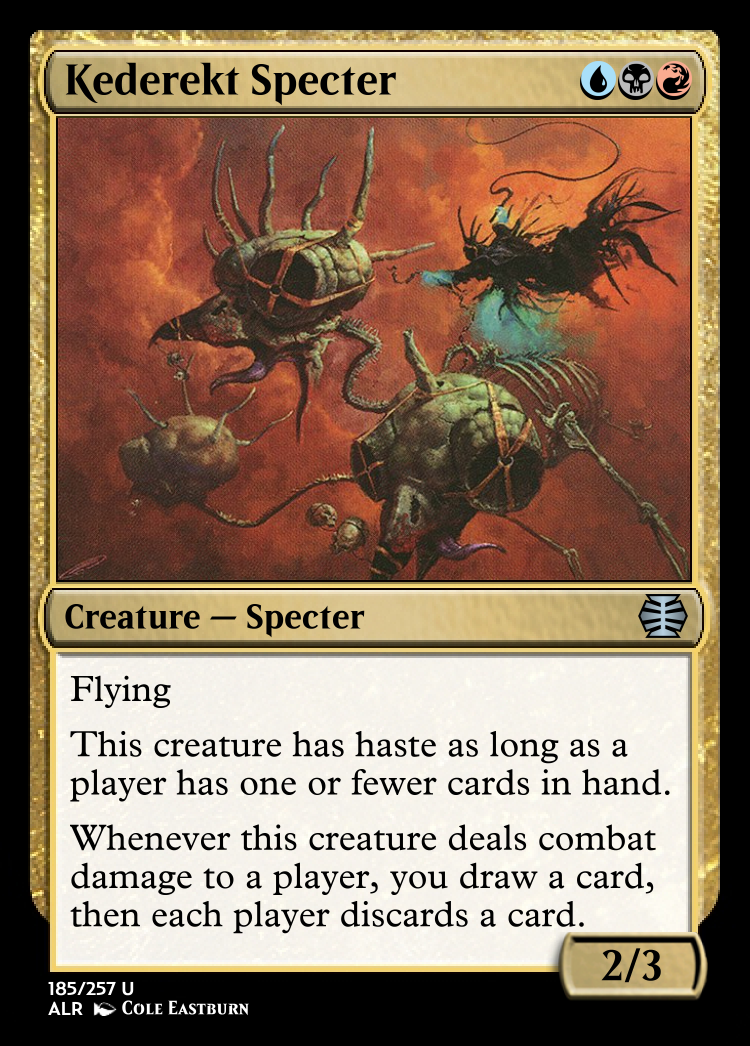 Kederekt Specter
Creature — Specter
Flying
This creature has haste as long as a
player has one or fewer cards in hand.
Whenever this creature deals combat
damage to a player, you draw a card,
then each player discards a card.
2/3
185/257 U
ALR Cole Eastburn